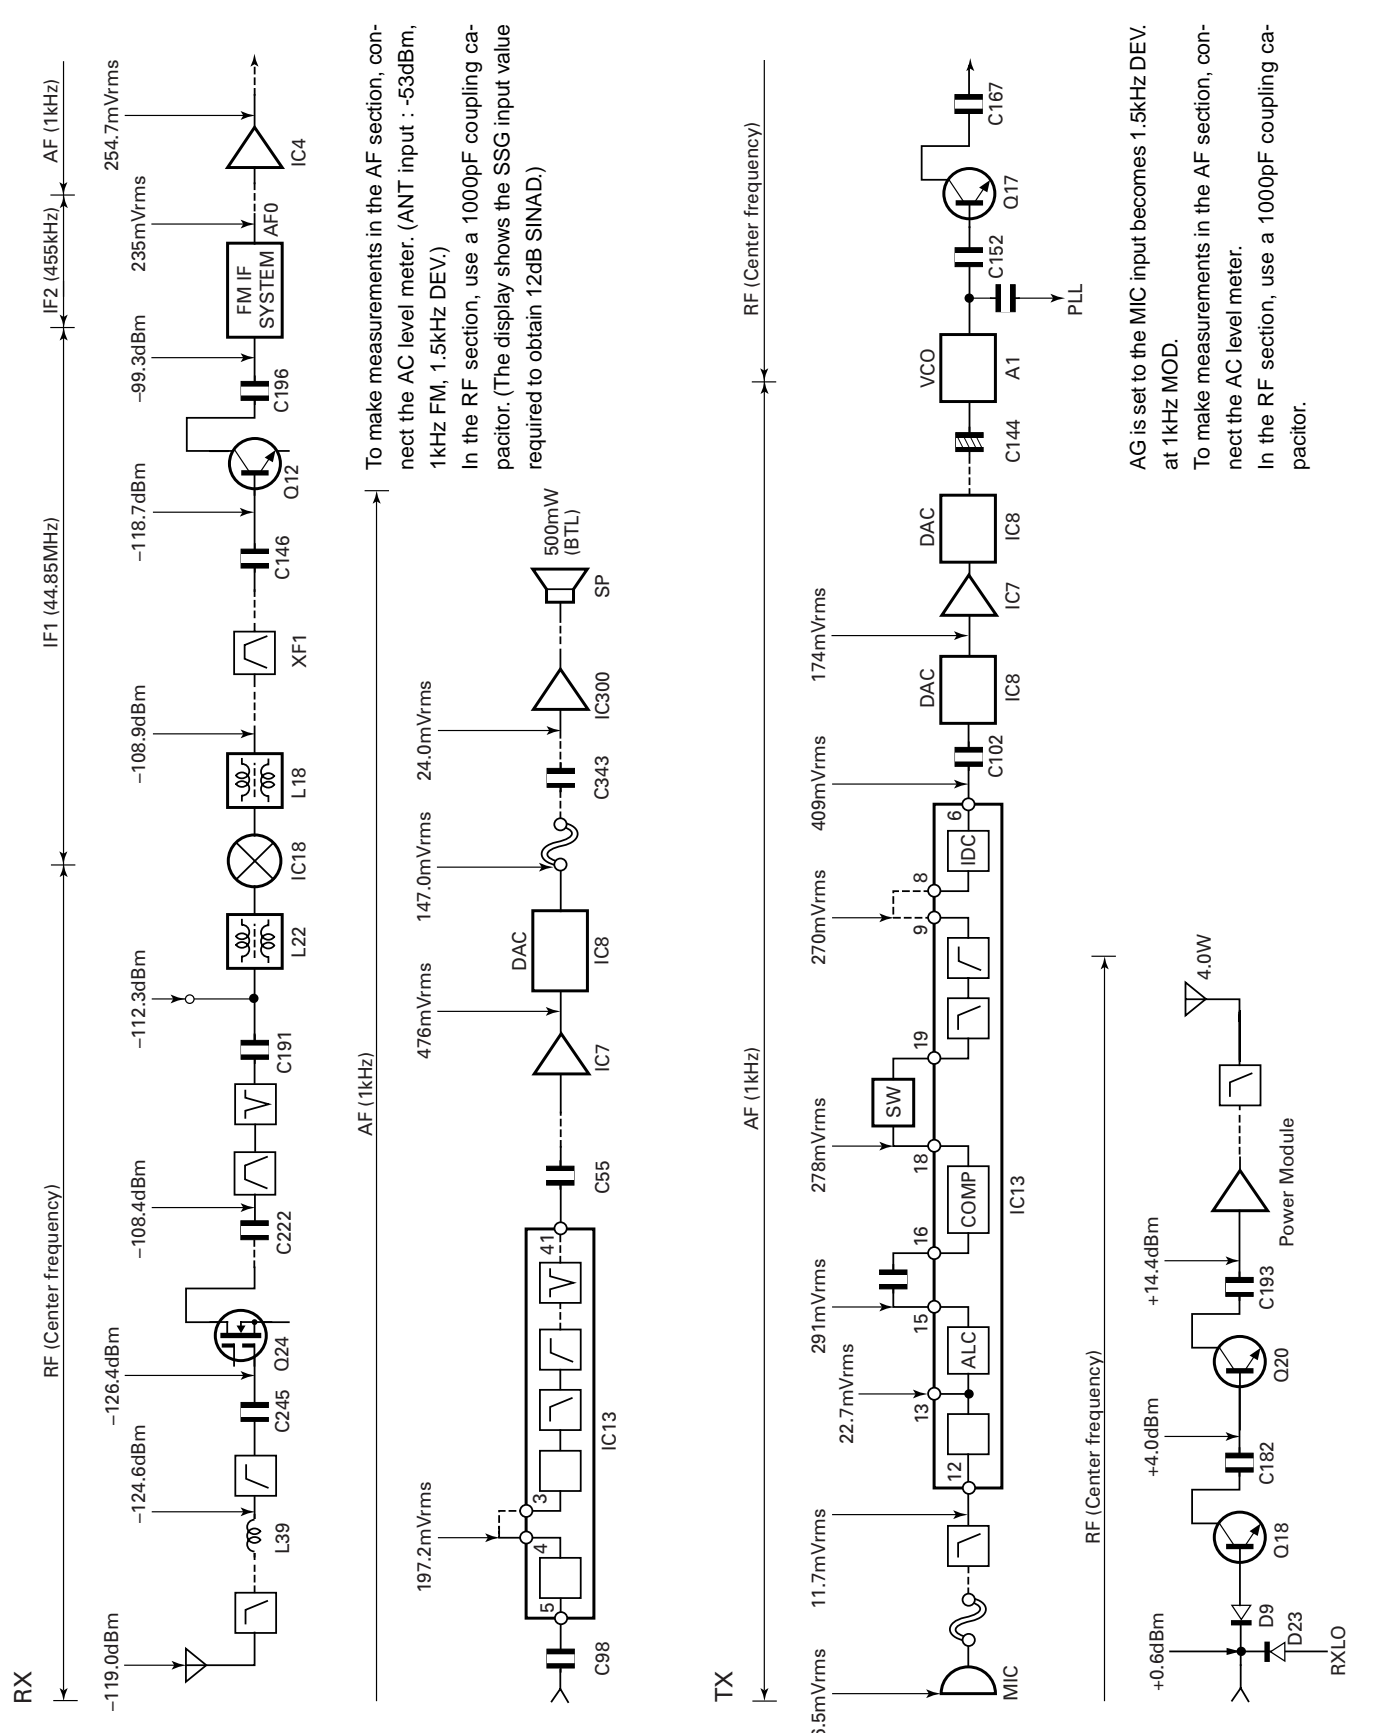 RX
RF (Center frequency)
IF1 (44.85MHz)
IF2 (455kHz)
AF (1kHz)
–119.0dBm
–124.6dBm
–126.4dBm
–108.4dBm
–112.3dBm
–108.9dBm
–118.7dBm
–99.3dBm
235mVrms
254.7mVrms
L39
C245
Q24
C222
C191
L22
IC18
L18
XF1
C146
Q12
C196
FM IF
SYSTEM
AF0
IC4
AF (1kHz)
197.2mVrms
476mVrms
147.0mVrms
24.0mVrms
C98
5
4
3
41
IC13
C55
IC7
DAC
IC8
C343
IC300
SP
500mW
(BTL)
To make measurements in the AF section, con-
nect the AC level meter. (ANT input : -53dBm,
1kHz FM, 1.5kHz DEV.)
In the RF section, use a 1000pF coupling ca-
pacitor. (The display shows the SSG input value
required to obtain 12dB SINAD.)
TX
AF (1kHz)
RF (Center frequency)
.5mVrms
11.7mVrms
22.7mVrms
291mVrms
278mVrms
270mVrms
409mVrms
174mVrms
MIC
12
13
ALC
15
16
COMP
18
SW
19
9
8
IDC
6
IC13
C102
DAC
IC8
IC7
DAC
IC8
C144
VCO
A1
PLL
C152
Q17
C167
RF (Center frequency)
+0.6dBm
+4.0dBm
+14.4dBm
RXLO
D23
D9
Q18
C182
Q20
C193
Power Module
4.0W
AG is set to the MIC input becomes 1.5kHz DEV.
at 1kHz MOD.
To make measurements in the AF section, con-
nect the AC level meter.
In the RF section, use a 1000pF coupling ca-
pacitor.